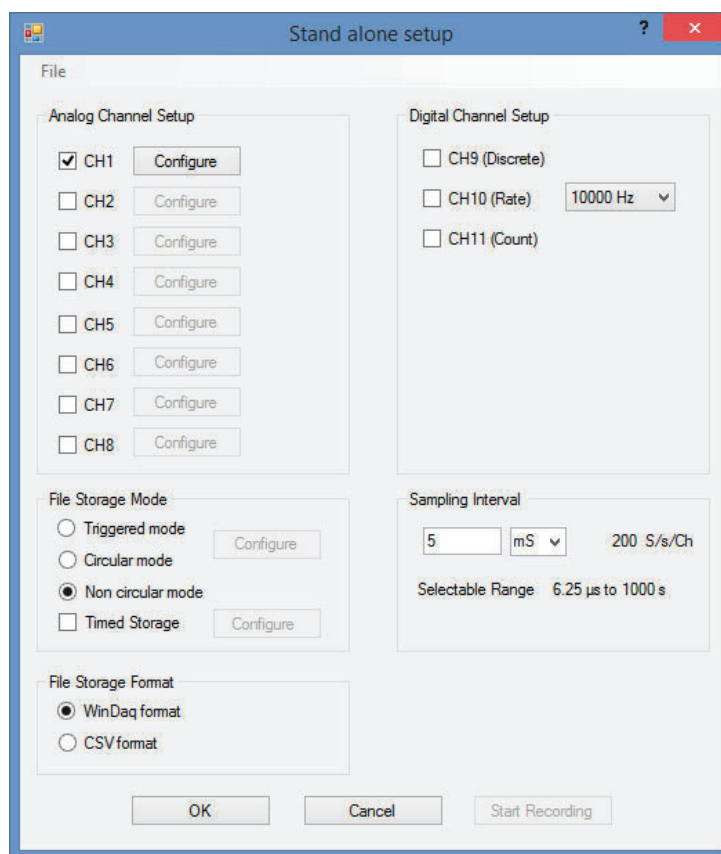 Stand alone setup
?
File
Analog Channel Setup
CH1 Configure
CH2 Configure
CH3 Configure
CH4 Configure
CH5 Configure
CH6 Configure
CH7 Configure
CH8 Configure
Digital Channel Setup
CH9 (Discrete)
CH10 (Rate) 10000 Hz
CH11 (Count)
File Storage Mode
Triggered mode
Configure
Circular mode
Non circular mode
Timed Storage Configure
Sampling Interval
5 mS 200 S/s/Ch
Selectable Range 6.25 µs to 1000 s
File Storage Format
WinDaq format
CSV format
OK Cancel Start Recording